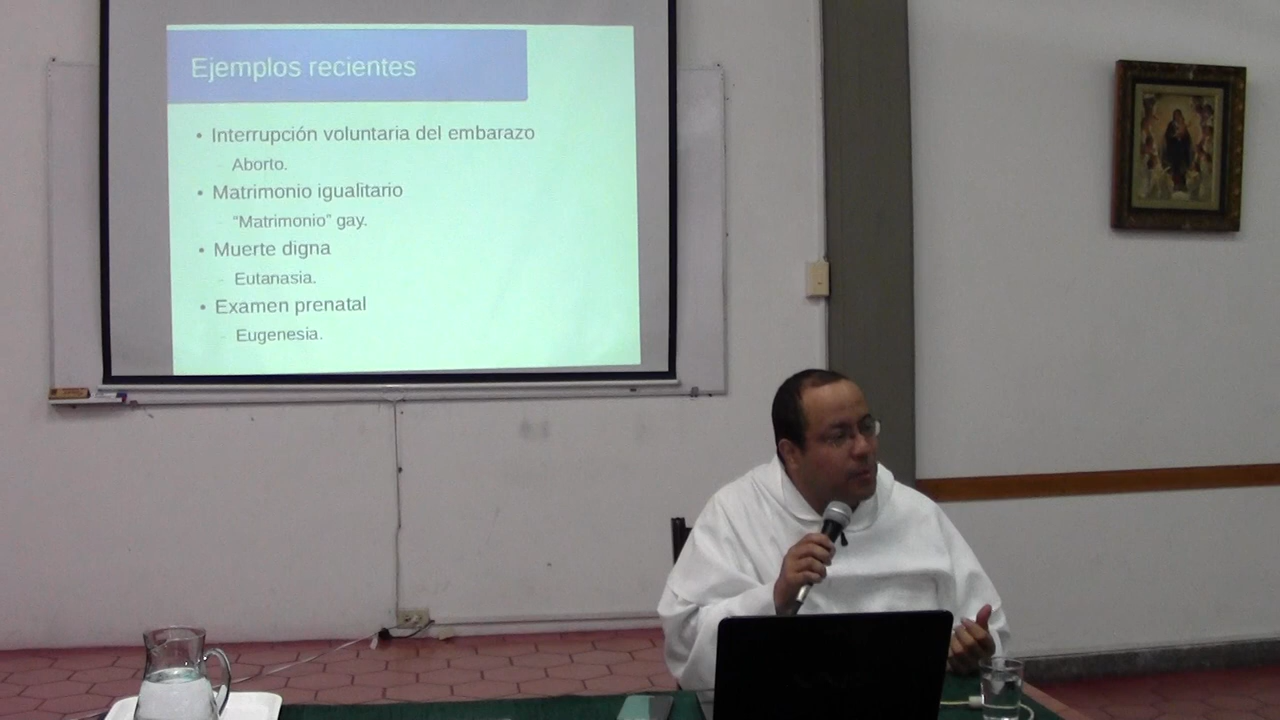 Ejemplos recientes
• Interrupción voluntaria del embarazo
– Aborto.
• Matrimonio igualitario
– “Matrimonio” gay.
• Muerte digna
– Eutanasia.
• Examen prenatal
– Eugenesia.